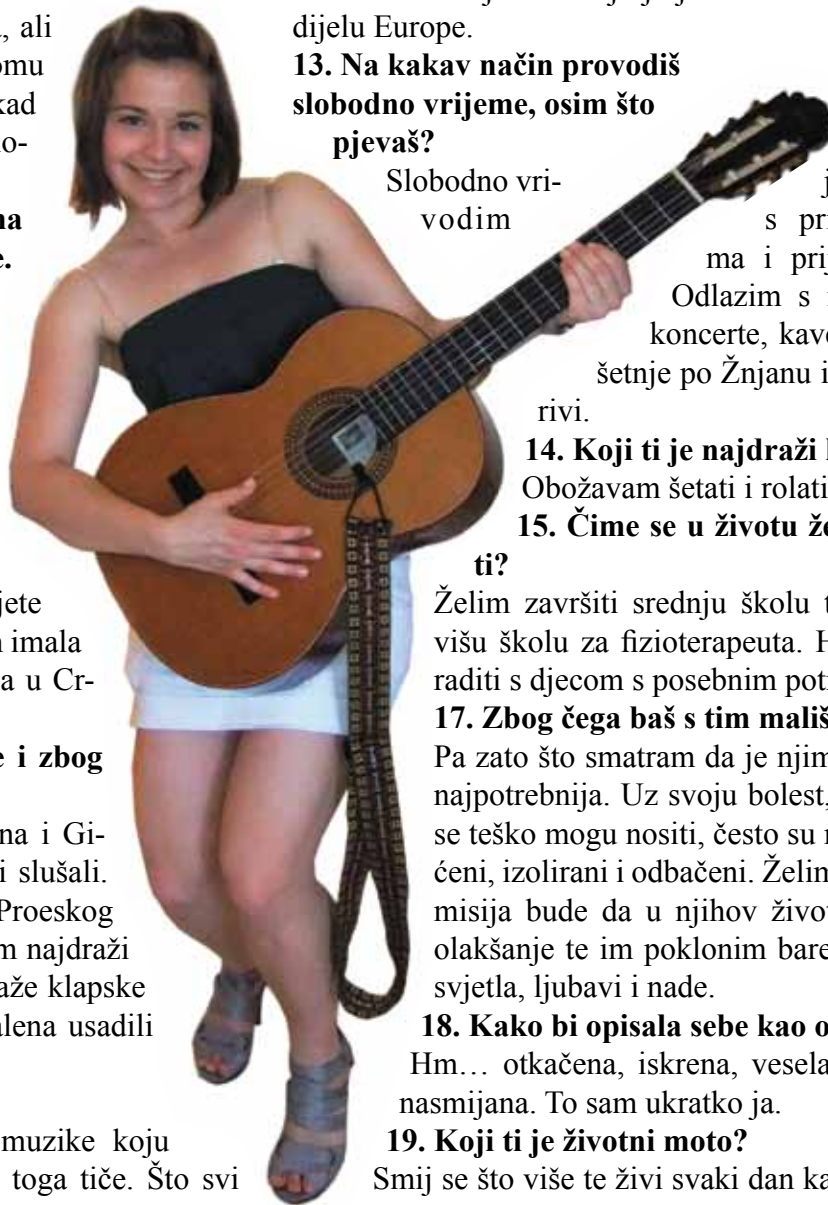 ali
omu
kad
na
e.
jete
imala
a u Cr-
e i zbog
na i Gi-
i slušali.
Proeskog
m najdraži
aže klapske
alena usadili
muzike koju
toga tiče. Što svi
dijelu Europe.
13. Na kakav način provodiš
slobodno vrijeme, osim što
pjevaš?
Slobodno vri-
vodim s pri
ma i prij
Odlazim s
koncerte, kav
šetnje po Žnjanu i
rivi.
14. Koji ti je najdraži
Obožavam šetati i rolati
15. Čime se u životu že
ti?
Želim završiti srednju školu t
višu školu za fizioterapeuta. H
raditi s djecom s posebnim pot
17. Zbog čega baš s tim mališ
Pa zato što smatram da je njim
najpotrebnija. Uz svoju bolest,
se teško mogu nositi, često su
ćeni, izolirani i odbačeni. Želim
misija bude da u njihov život
olakšanje te im poklonim bare
svjetla, ljubavi i nade.
18. Kako bi opisala sebe kao o
Hm… otkačena, iskrena, vesela
nasmijana. To sam ukratko ja.
19. Koji ti je životni moto?
Smij se što više te živi svaki dan ka